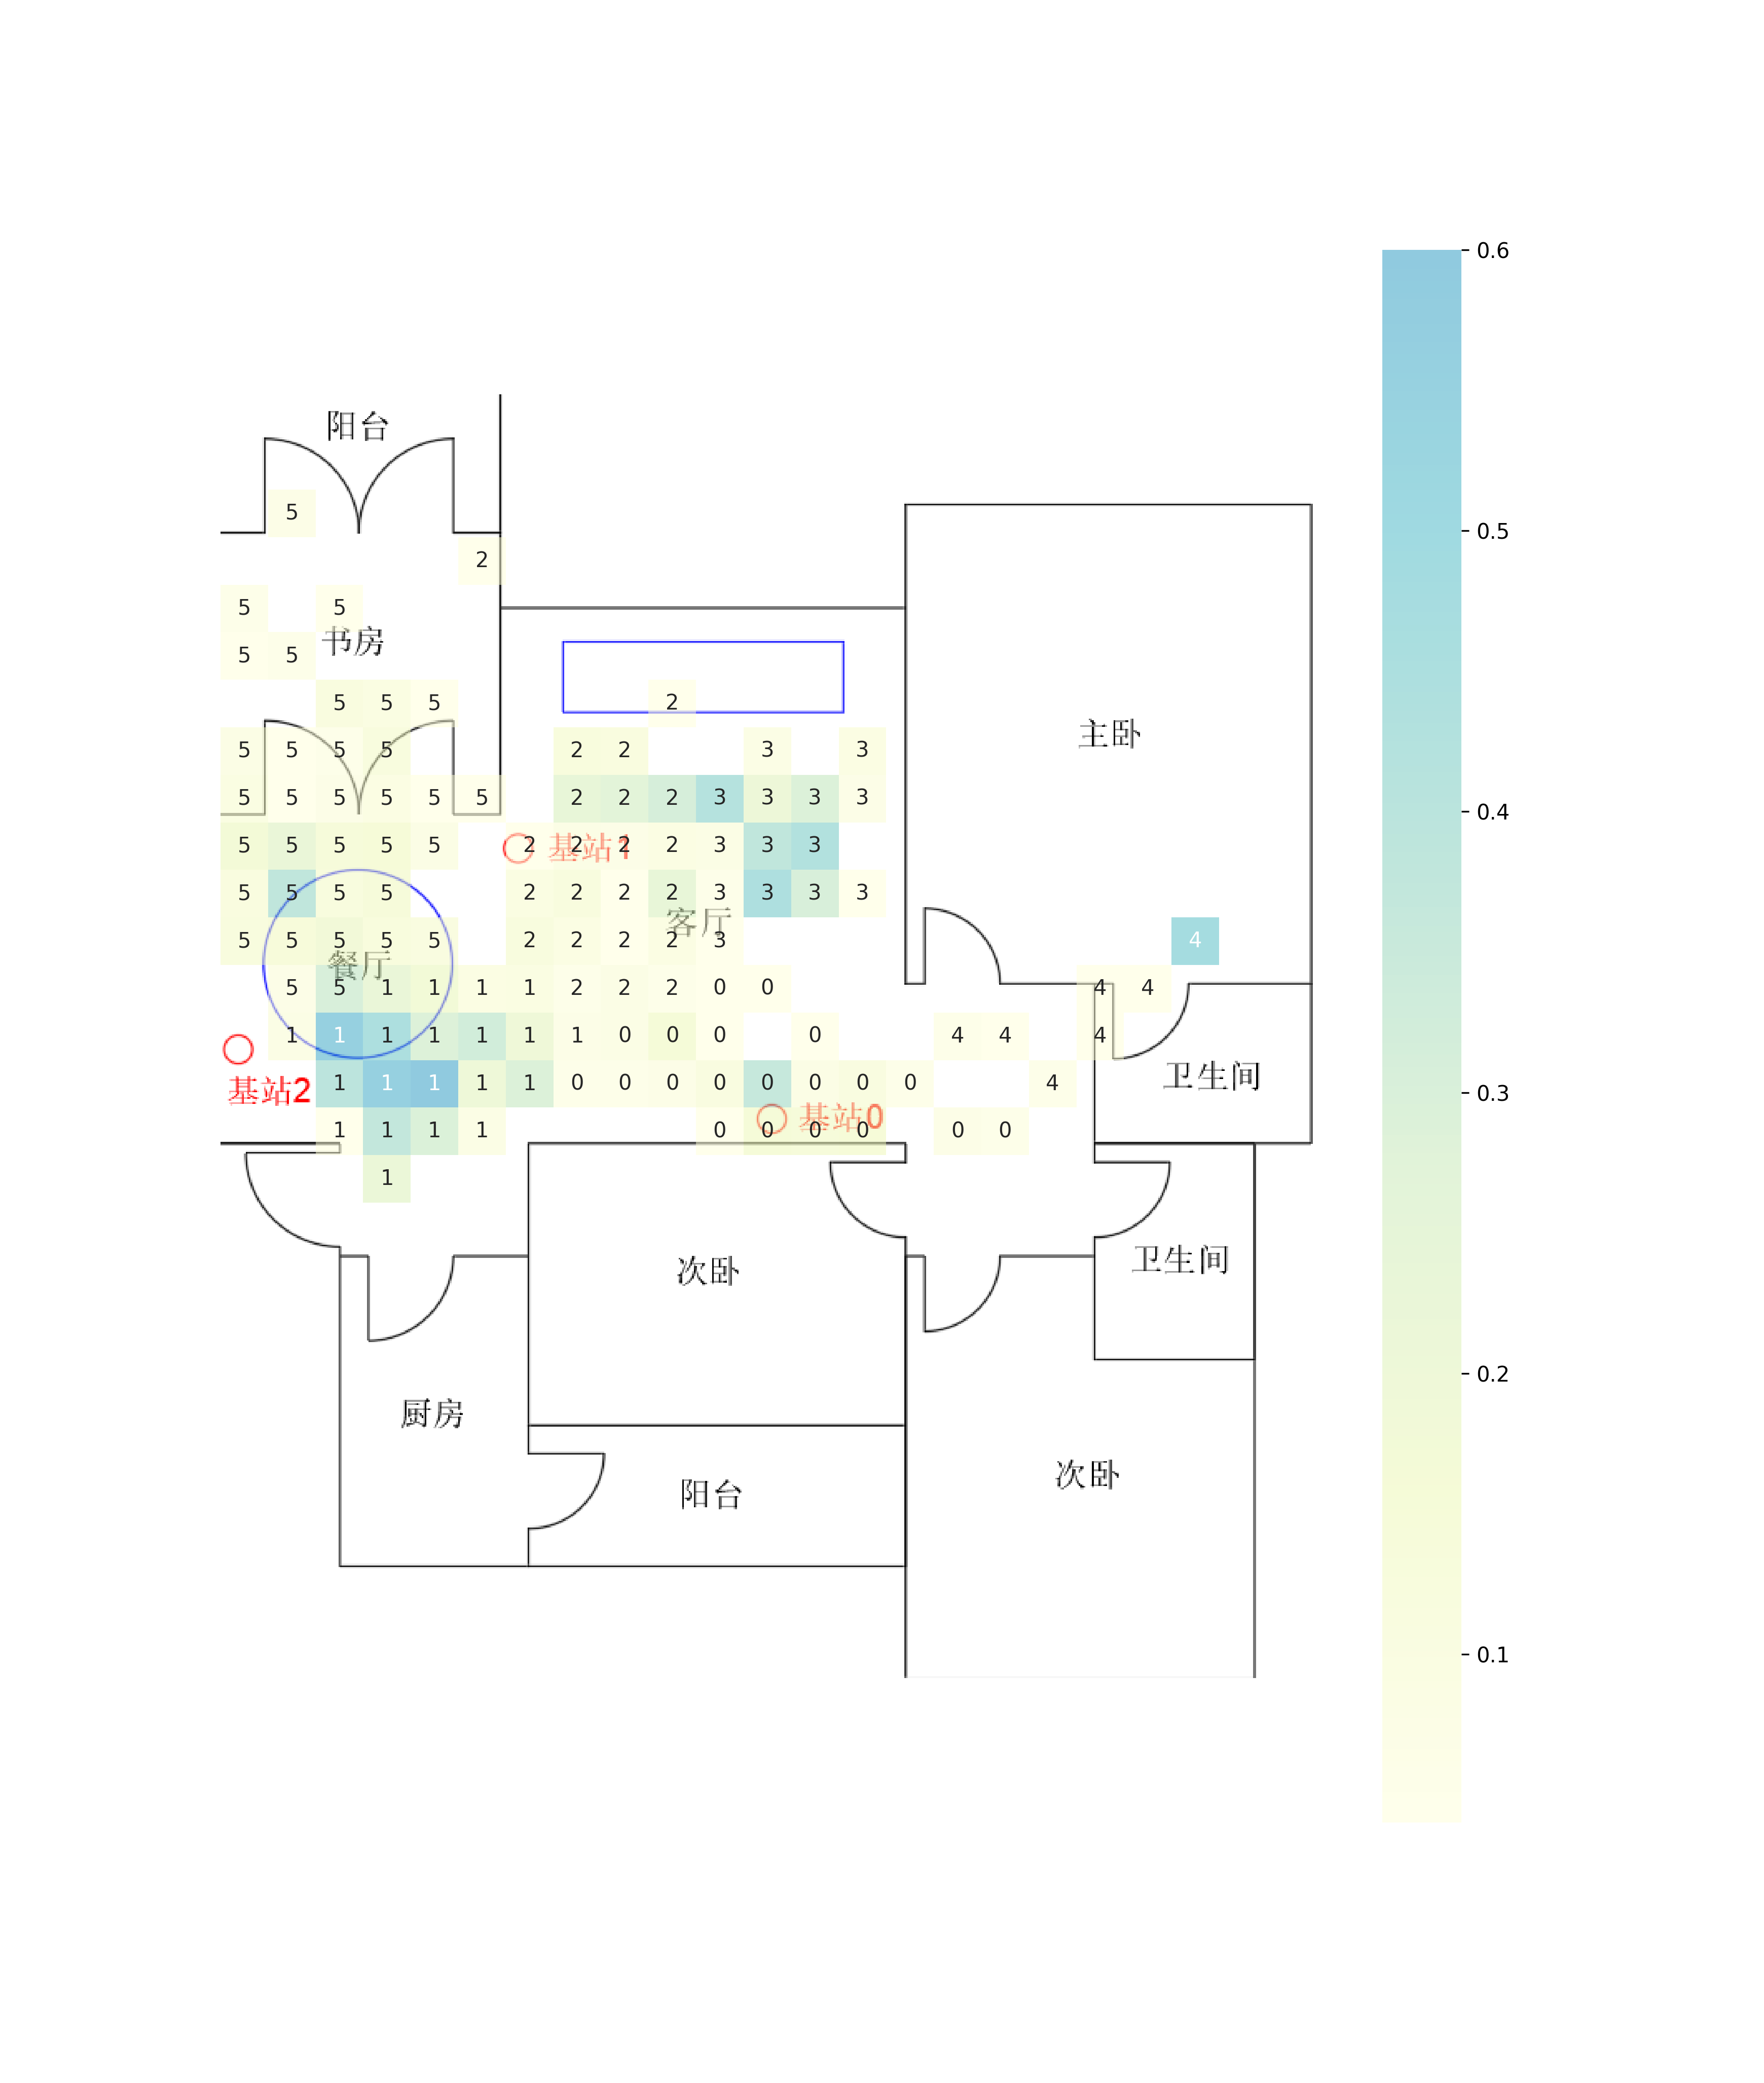 0.6
阳台
5
0.5
2
5 5
书房
5 5
5 5 5
2
主卧
5 5 5 5 2 2 3 3
5 5 5 5 5 5 2 2 2 3 3 3 3
0.4
5 5 5 5 5 2 2 2 2 3 3 3
基站1
5 5 5 5 2 2 2 2 3 3 3 3
客厅
5 5 5 5 5 2 2 2 2 3 4
餐厅
5 5 1 1 1 1 2 2 2 0 0 4 4
1 1 1 1 1 1 1 0 0 0 0 4 4 4
卫生间
1 1 1 1 1 0 0 0 0 0 0 0 0 4
基站2
0.3
基站0
1 1 1 1 0 0 0 0 0 0
1
卫生间
次卧
0.2
厨房
次卧
阳台
0.1